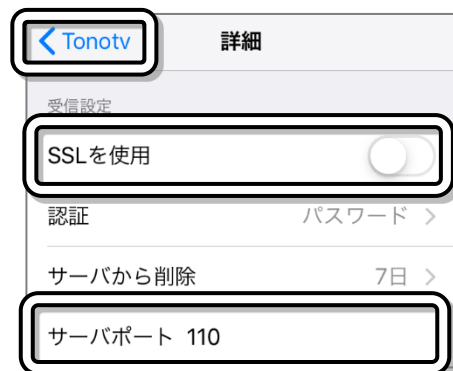 Tonotv 詳細
受信設定
SSLを使用
認証 パスワード
サーバから削除 7日
サーバポート 110